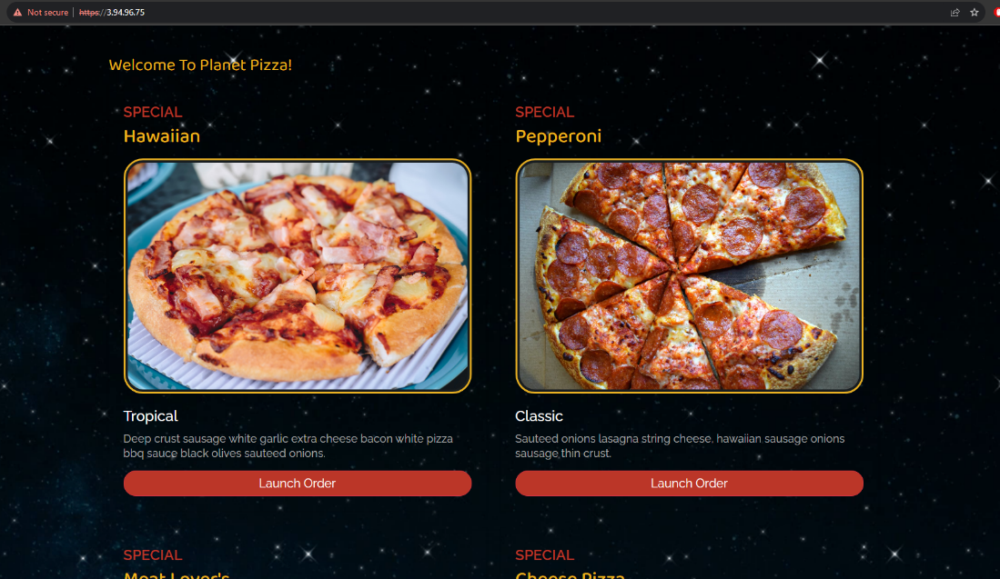 Not secure https://3.94.96.75
Welcome To Planet Pizza!
SPECIAL
Hawaiian
Tropical
Deep crust sausage white garlic extra cheese bacon white pizza
bbq sauce black olives sauteed onions.
Launch Order
SPECIAL
Pepperoni
Classic
Sauteed onions lasagna string cheese, hawaiian sausage onions
sausage thin crust.
Launch Order
SPECIAL
Meat Lover's
SPECIAL
Cheese Pizza